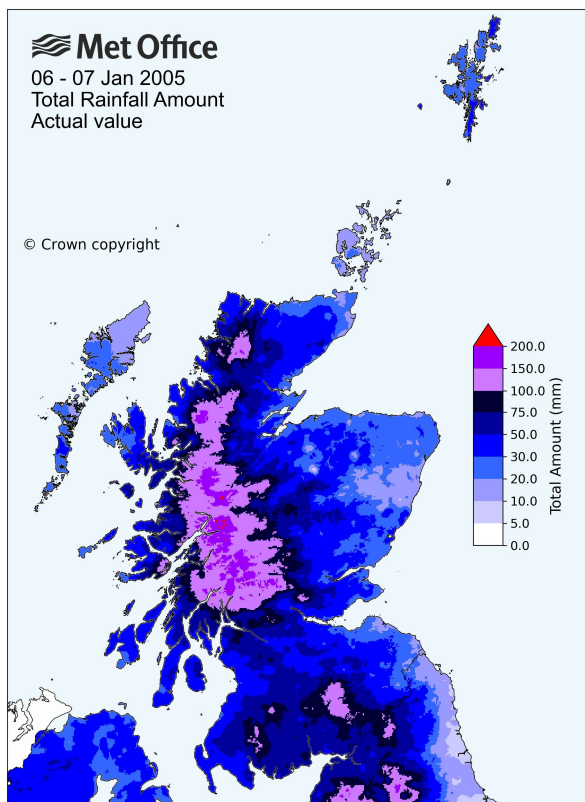 Met Office
06 - 07 Jan 2005
Total Rainfall Amount
Actual value
© Crown copyright
200.0
150.0
100.0
75.0
50.0
30.0
20.0
10.0
5.0
0.0
Total Amount (mm)